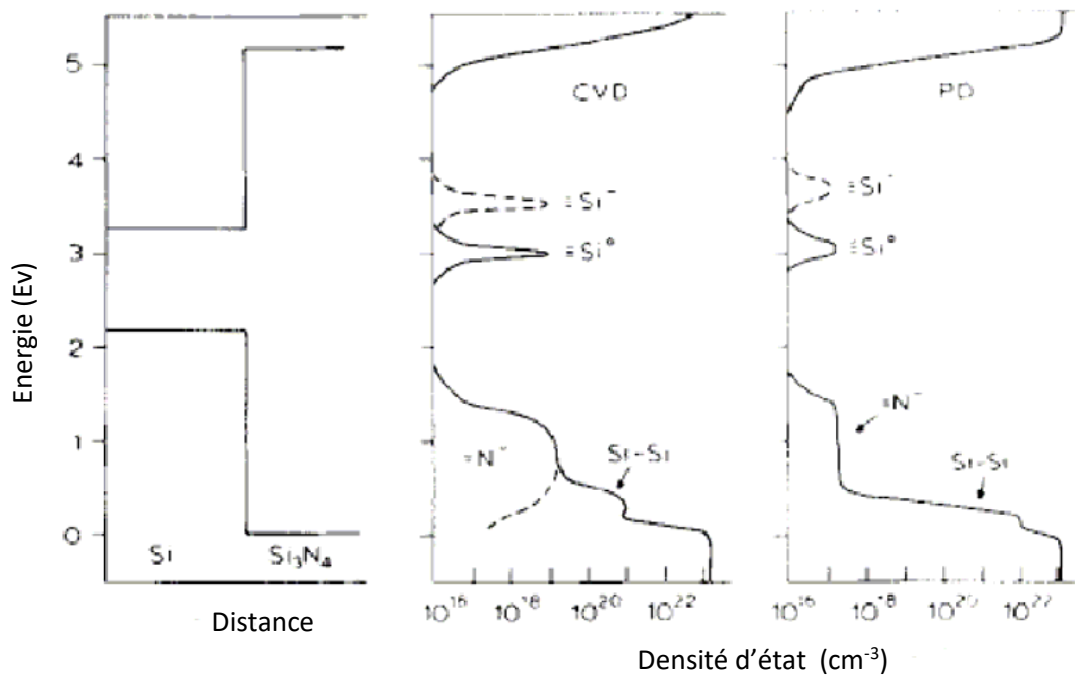 Energie (Ev)
5
4
3
2
1
0
Si
Si₃N₄
Distance
CVD
≡Si⁻
≡Si°
=N⁻
Si-Si
10¹⁶
10¹⁸
10²⁰
10²²
PD
≡Si⁻
≡Si°
=N⁻
Si-Si
10¹⁶
10¹⁸
10²⁰
10²²
Densité d’état (cm⁻³)